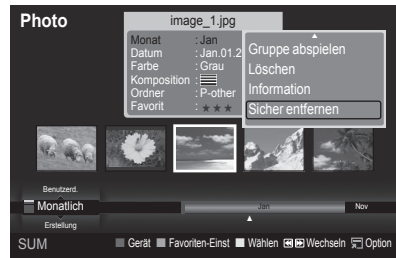 Photo
image_1.jpg
Monat : Jan
Datum : Jan.01.2
Farbe : Grau
Komposition :
Ordner : P-other
Favorit : ★★★
Gruppe abspielen
Löschen
Information
Sicher entfernen
Benutzerd.
Monatlich
Erstellung
Jan
Nov
SUM
Gerät Favoriten-Einst Wählen Wechseln Option